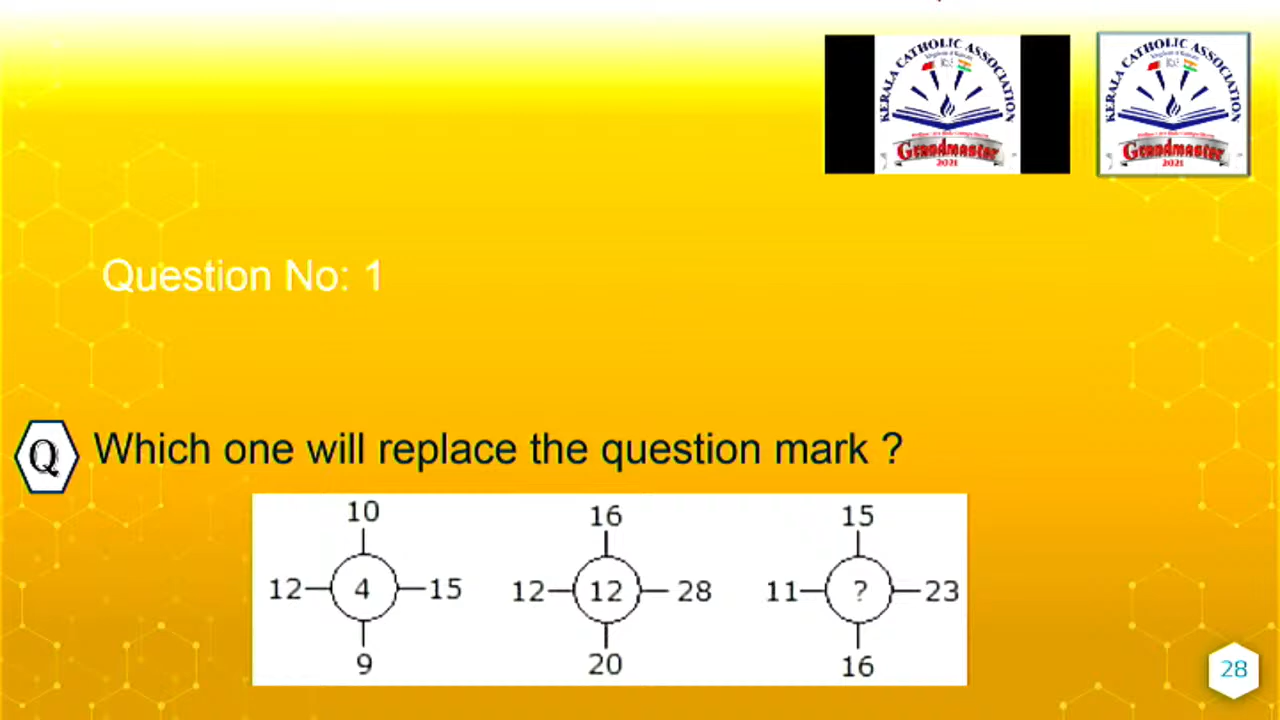 KERALA CATHOLIC ASSOCIATION
Grandmaster
2021
KERALA CATHOLIC ASSOCIATION
Grandmaster
2021
Question No: 1
Q Which one will replace the question mark ?
10 16 15
12 4 15 12 12 28 11 ? 23
9 20 16
28